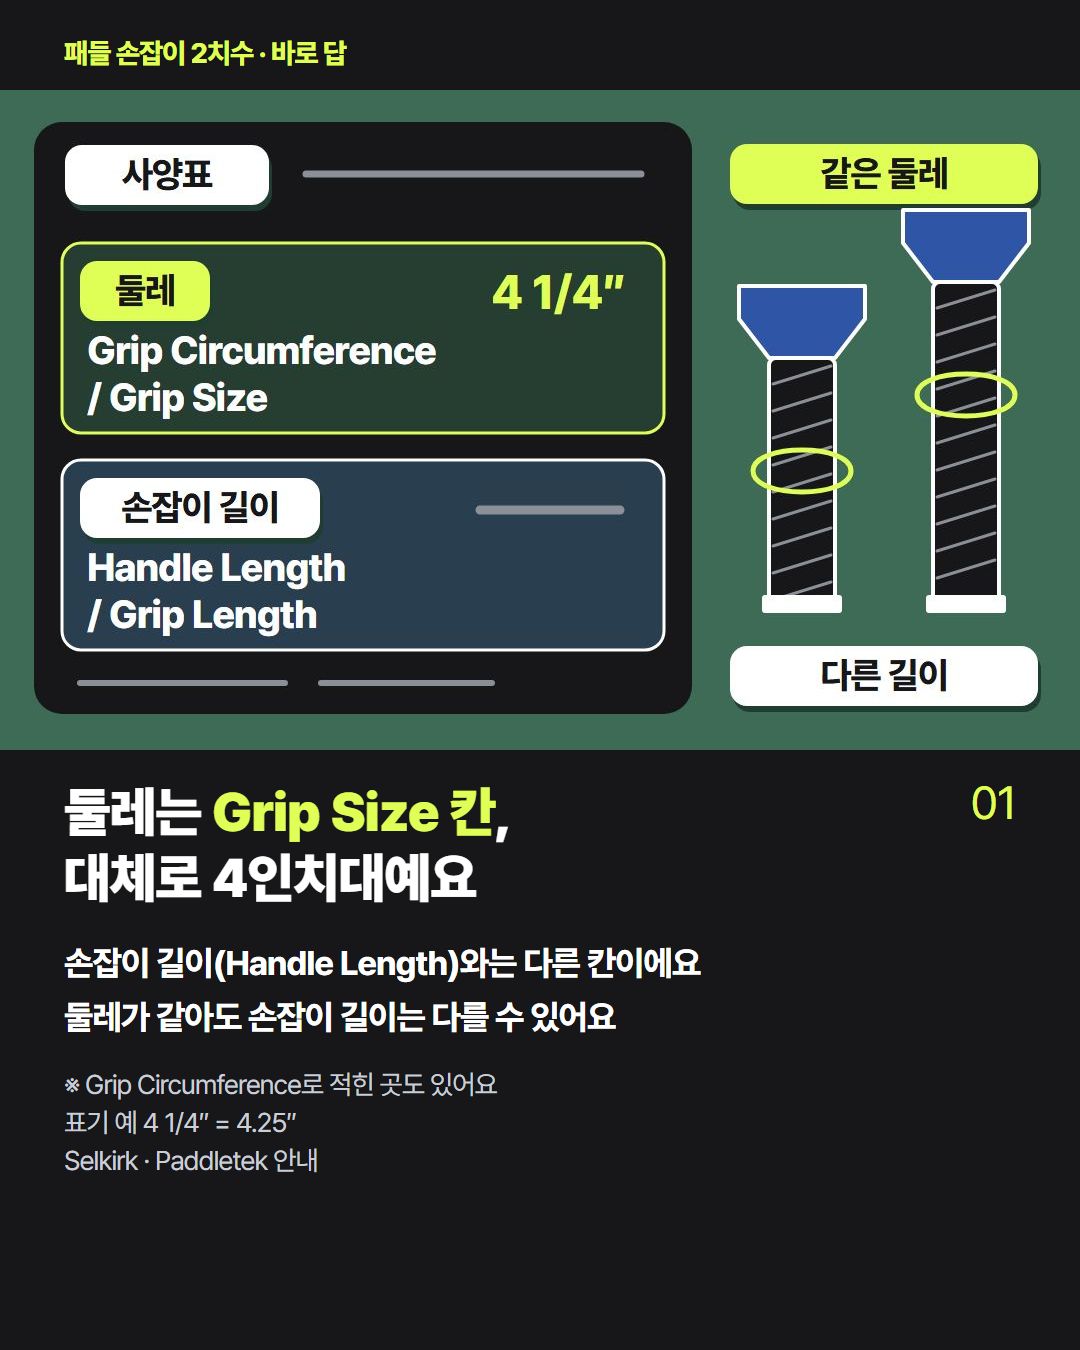 패들 손잡이 2치수 · 바로 답
사양표
둘레
4 1/4″
Grip Circumference
/ Grip Size
손잡이 길이
Handle Length
/ Grip Length
같은 둘레
다른 길이
둘레는 Grip Size 칸,
대체로 4인치대예요
01
손잡이 길이(Handle Length)와는 다른 칸이에요
둘레가 같아도 손잡이 길이는 다를 수 있어요
※ Grip Circumference로 적힌 곳도 있어요
표기 예 4 1/4″ = 4.25″
Selkirk · Paddletek 안내